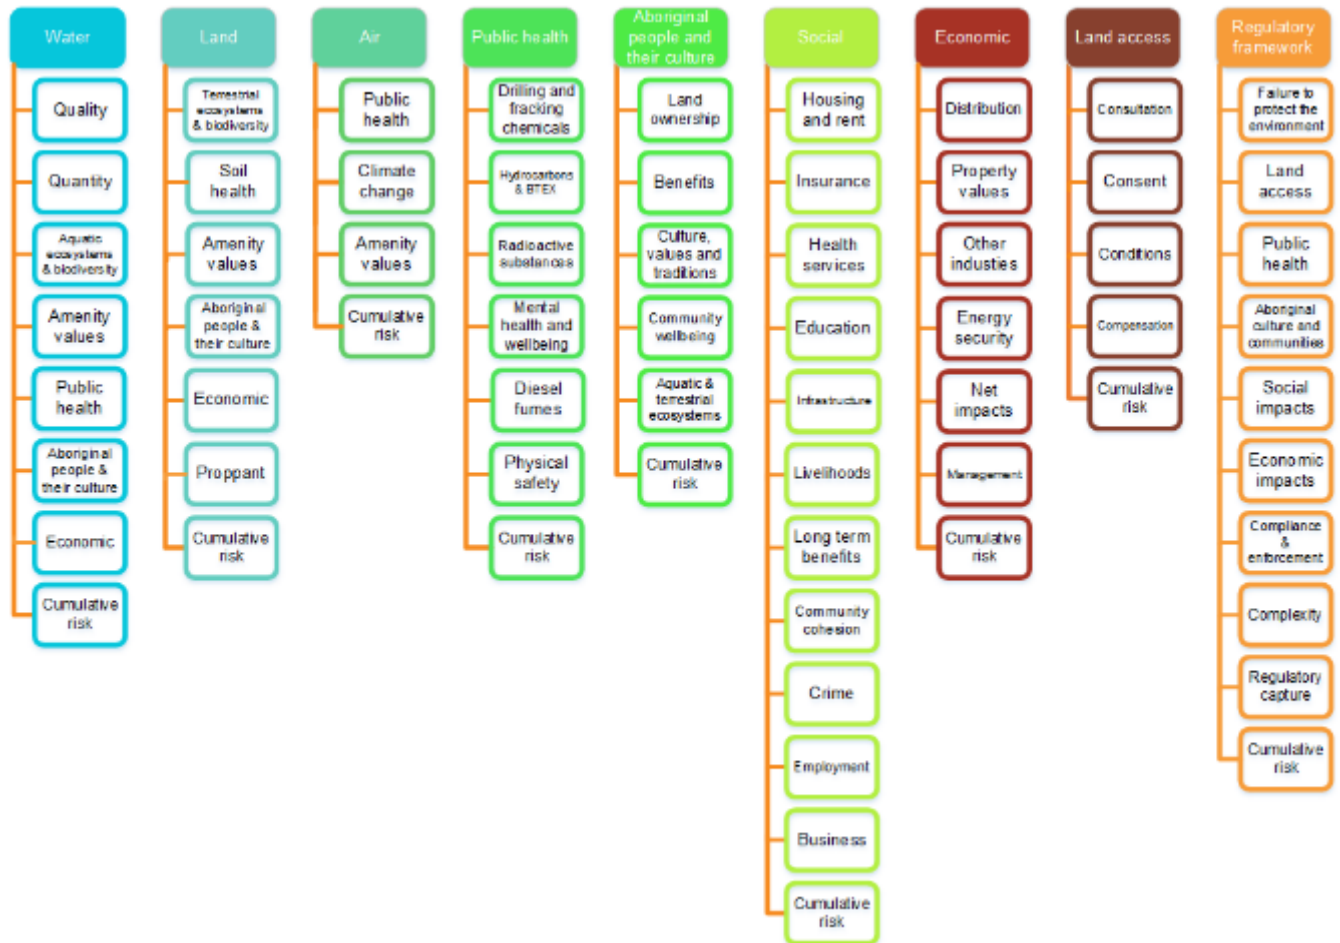 Water
Quality
Quantity
Aquatic
ecosystems
& biodiversity
Amenity
values
Public
health
Aboriginal
people &
their culture
Economic
Cumulative
risk
Land
Terrestrial
ecosystems
& biodiversity
Soil
health
Amenity
values
Aboriginal
people &
their culture
Economic
Proppant
Cumulative
risk
Air
Public
health
Climate
change
Amenity
values
Cumulative
risk
Public health
Drilling and
fracking
chemicals
Hydrocarbons
& BTEX
Radioactive
substances
Mental
health and
wellbeing
Diesel
fumes
Physical
safety
Cumulative
risk
Aboriginal
people and
their culture
Land
ownership
Benefits
Culture,
values and
traditions
Community
wellbeing
Aquatic &
terrestrial
ecosystems
Cumulative
risk
Social
Housing
and rent
Insurance
Health
services
Education
Infrastructure
Livelihoods
Long term
benefits
Community
cohesion
Crime
Employment
Business
Cumulative
risk
Economic
Distribution
Property
values
Other
industies
Energy
security
Net
impacts
Management
Cumulative
risk
Land access
Consultation
Consent
Conditions
Compensation
Cumulative
risk
Regulatory
framework
Failure to
protect the
environment
Land
access
Public
health
Aboriginal
culture and
communities
Social
impacts
Economic
impacts
Compliance
&
enforcement
Complexity
Regulatory
capture
Cumulative
risk